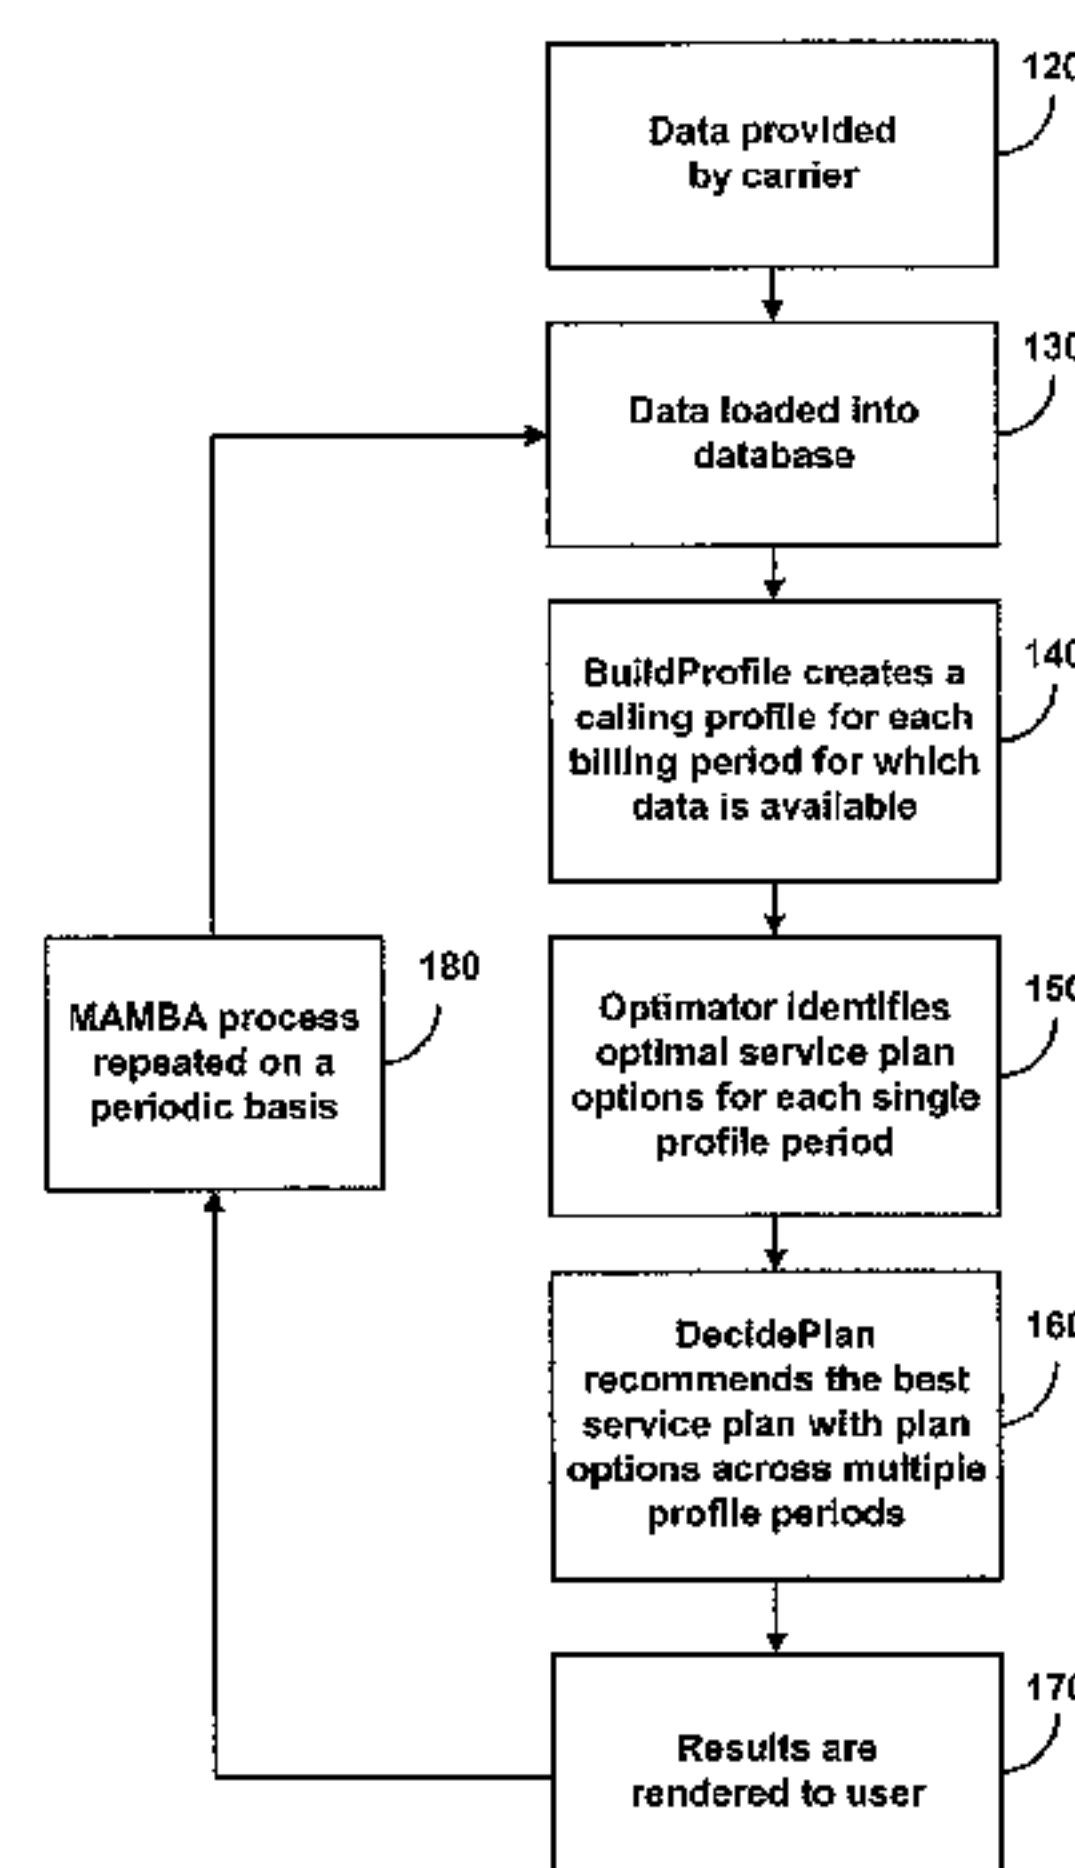 120
Data provided
by carrier
130
Data loaded into
database
140
BuildProfile creates a
calling profile for each
billing period for which
data is available
150
Optimator identifies
optimal service plan
options for each single
profile period
180
MAMBA process
repeated on a
periodic basis
160
DecidePlan
recommends the best
service plan with plan
options across multiple
profile periods
170
Results are
rendered to user